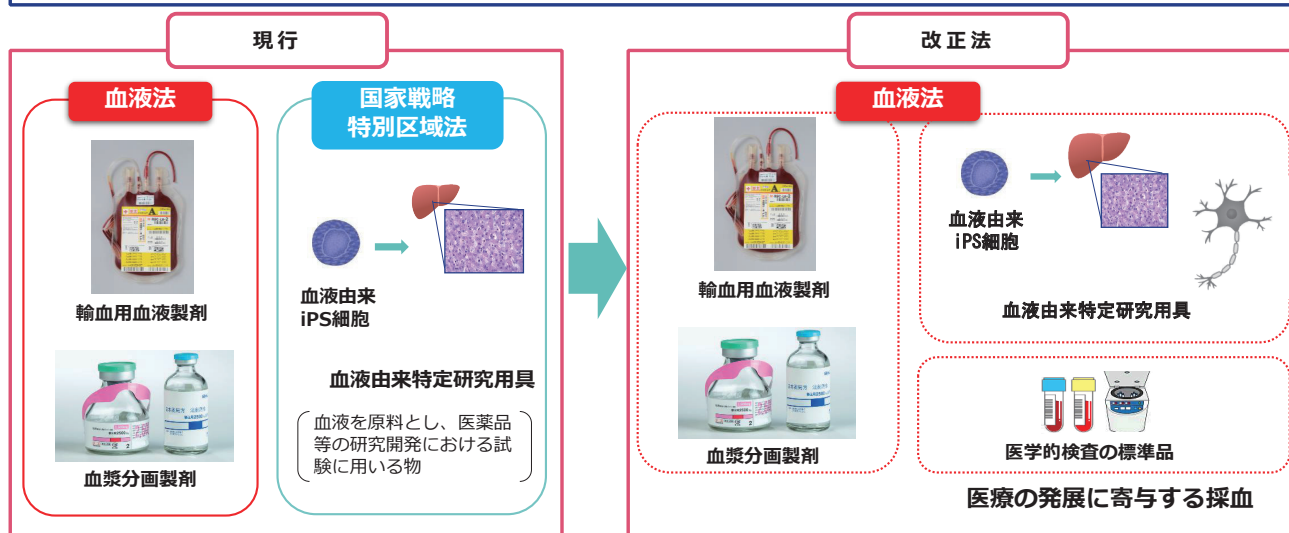 現行
血液法
国家戦略
特別区域法
輸血用血液製剤
血漿分画製剤
血液由来
iPS細胞
血液由来特定研究用具
血液を原料とし、医薬品
等の研究開発における試
験に用いる物
改正法
血液法
輸血用血液製剤
血漿分画製剤
血液由来
iPS細胞
血液由来特定研究用具
医学的検査の標準品
医療の発展に寄与する採血